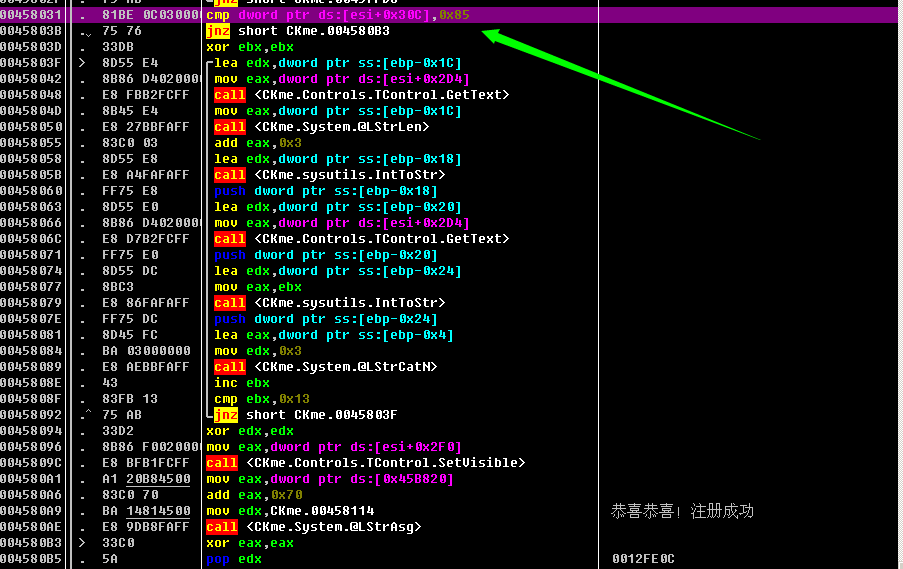 00458031 . 81BE 0C03000 cmp dword ptr ds:[esi+0x30C],0x85
0045803B . 75 76 jnz short CKme.004580B3
0045803D . 33DB xor ebx,ebx
0045803F > 8D55 E4 lea edx,dword ptr ss:[ebp-0x1C]
00458042 . 8B86 D402000 mov eax,dword ptr ds:[esi+0x2D4]
00458048 . E8 FBB2FCFF call <CKme.Controls.TControl.GetText>
0045804D . 8B45 E4 mov eax,dword ptr ss:[ebp-0x1C]
00458050 . E8 27BBFAFF call <CKme.System.@LStrLen>
00458055 . 83C0 03 add eax,0x3
00458058 . 8D55 E8 lea edx,dword ptr ss:[ebp-0x18]
0045805B . E8 A4FAFAFF call <CKme.sysutils.IntToStr>
00458060 . FF75 E8 push dword ptr ss:[ebp-0x18]
00458063 . 8D55 E0 lea edx,dword ptr ss:[ebp-0x20]
00458066 . 8B86 D402000 mov eax,dword ptr ds:[esi+0x2D4]
0045806C . E8 D7B2FCFF call <CKme.Controls.TControl.GetText>
00458071 . FF75 E0 push dword ptr ss:[ebp-0x20]
00458074 . 8D55 DC lea edx,dword ptr ss:[ebp-0x24]
00458077 . 8BC3 mov eax,ebx
00458079 . E8 86FAFAFF call <CKme.sysutils.IntToStr>
0045807E . FF75 DC push dword ptr ss:[ebp-0x24]
00458081 . 8D45 FC lea eax,dword ptr ss:[ebp-0x4]
00458084 . BA 03000000 mov edx,0x3
00458089 . E8 AEBBFAFF call <CKme.System.@LStrCatN>
0045808E . 43 inc ebx
0045808F . 83FB 13 cmp ebx,0x13
00458092 .^ 75 AB jnz short CKme.0045803F
00458094 . 33D2 xor edx,edx
00458096 . 8B86 F002000 mov eax,dword ptr ds:[esi+0x2F0]
0045809C . E8 BFB1FCFF call <CKme.Controls.TControl.SetVisible>
004580A1 . A1 20B84500 mov eax,dword ptr ds:[0x45B820]
004580A6 . 83C0 70 add eax,0x70
004580A9 . BA 14814500 mov edx,CKme.00458114 恭喜恭喜！注册成功
004580AE . E8 9DB8FAFF call <CKme.System.@LStrAsg>
004580B3 > 33C0 xor eax,eax
004580B5 . 5A pop edx 0012FE0C